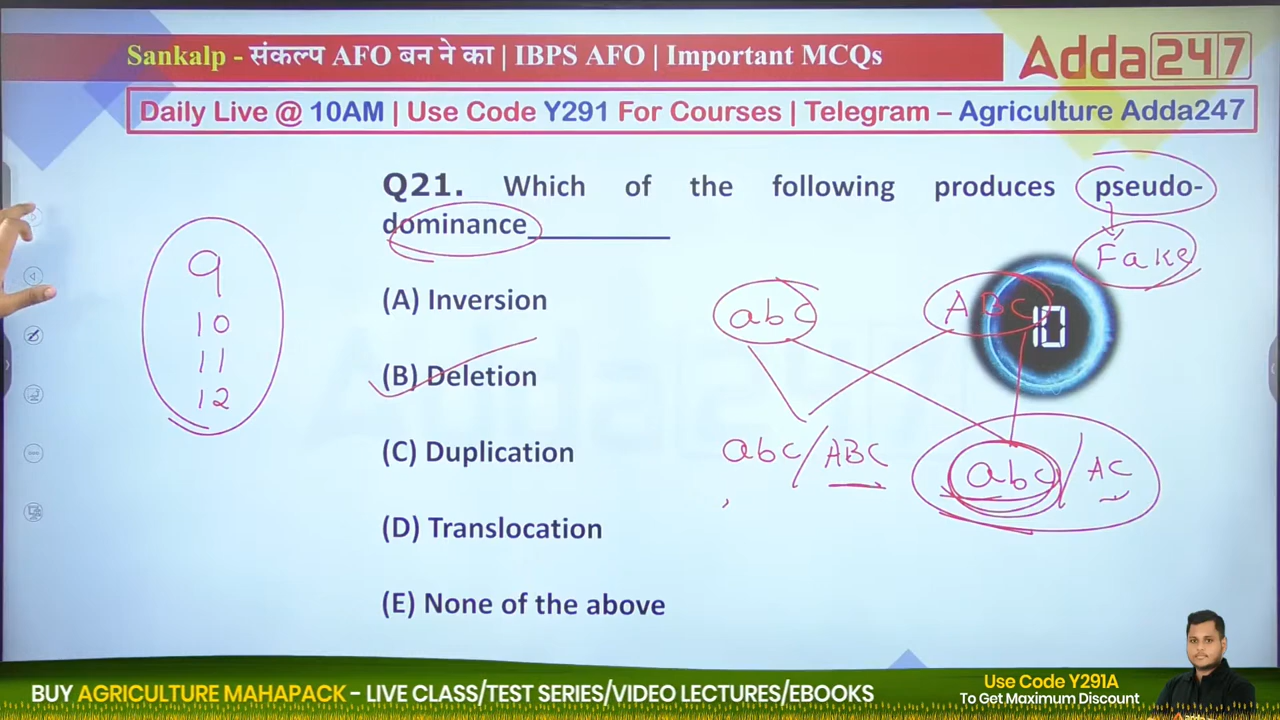 Sankalp - संकल्प AFO बन ने का | IBPS AFO | Important MCQs
Adda247
Daily Live @ 10AM | Use Code Y291 For Courses | Telegram – Agriculture Adda247
Q21. Which of the following produces pseudo-
dominance
Fake
9
10
11
12
(A) Inversion
abc
ABC
10
(B) Deletion
(C) Duplication
abc/ABC
abc/AC
(D) Translocation
(E) None of the above
BUY AGRICULTURE MAHAPACK - LIVE CLASS/TEST SERIES/VIDEO LECTURES/EBOOKS
Use Code Y291A
To Get Maximum Discount